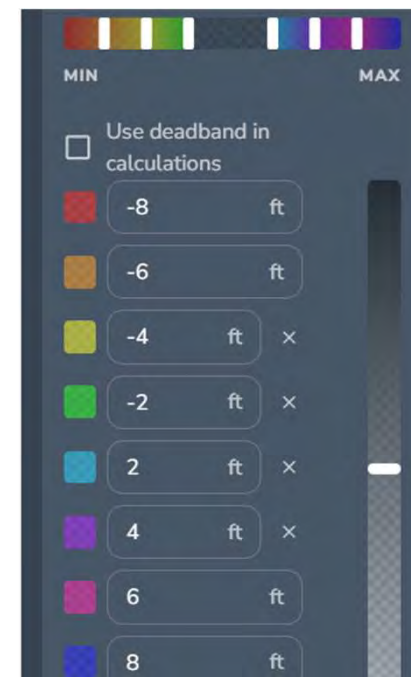 MIN MAX
Use deadband in
calculations
-8 ft
-6 ft
-4 ft ×
-2 ft ×
2 ft ×
4 ft ×
6 ft
8 ft